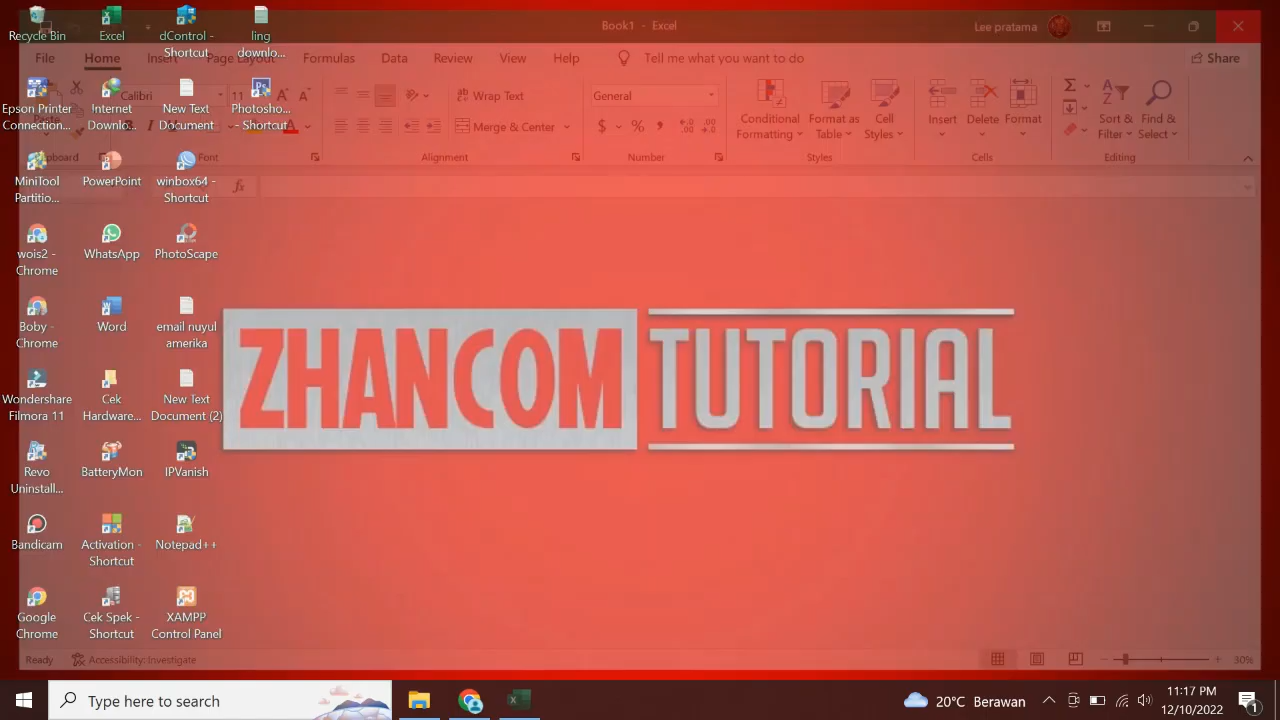 Book1 - Excel
Lee pratama
File
Home
Insert
Page Layout
Formulas
Data
Review
View
Help
Tell me what you want to do
Share
Calibri
11
Wrap Text
Merge & Center
General
$ % ,
Conditional
Formatting
Format as
Table
Cell
Styles
Insert
Delete
Format
Sort &
Filter
Find &
Select
Clipboard
Font
Alignment
Number
Styles
Cells
Editing
fx
Recycle Bin
Excel
dControl -
Shortcut
ling
downlo...
Epson Printer
Connection...
Internet
Downlo...
New Text
Document
Photosho...
- Shortcut
MiniTool
Partitio...
PowerPoint
winbox64 -
Shortcut
wois2 -
Chrome
WhatsApp
PhotoScape
Boby -
Chrome
Word
email nuyul
amerika
Wondershare
Filmora 11
Cek
Hardware...
New Text
Document (2)
Revo
Uninstall...
BatteryMon
IPVanish
Bandicam
Activation -
Shortcut
Notepad++
Google
Chrome
Cek Spek -
Shortcut
XAMPP
Control Panel
ZHANCOM TUTORIAL
Ready
Accessibility: Investigate
30%
Type here to search
20°C Berawan
11:17 PM
12/10/2022
1